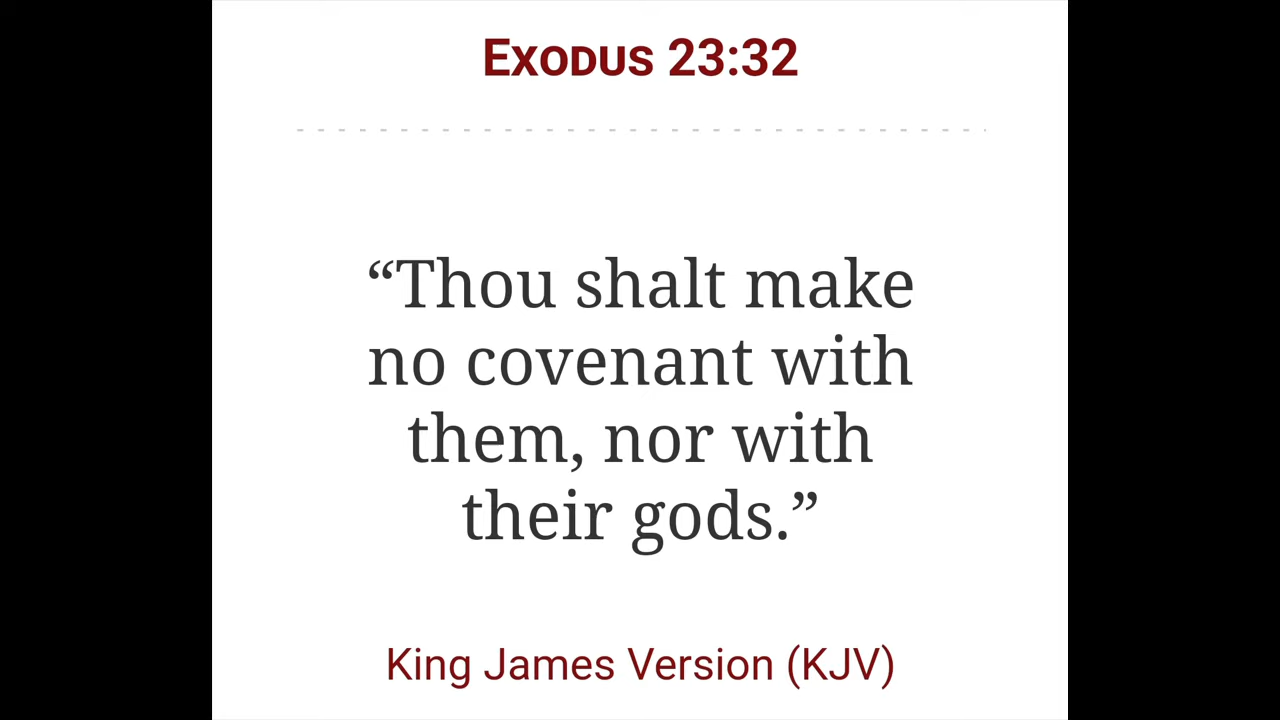 Exodus 23:32
“Thou shalt make
no covenant with
them, nor with
their gods.”
King James Version (KJV)